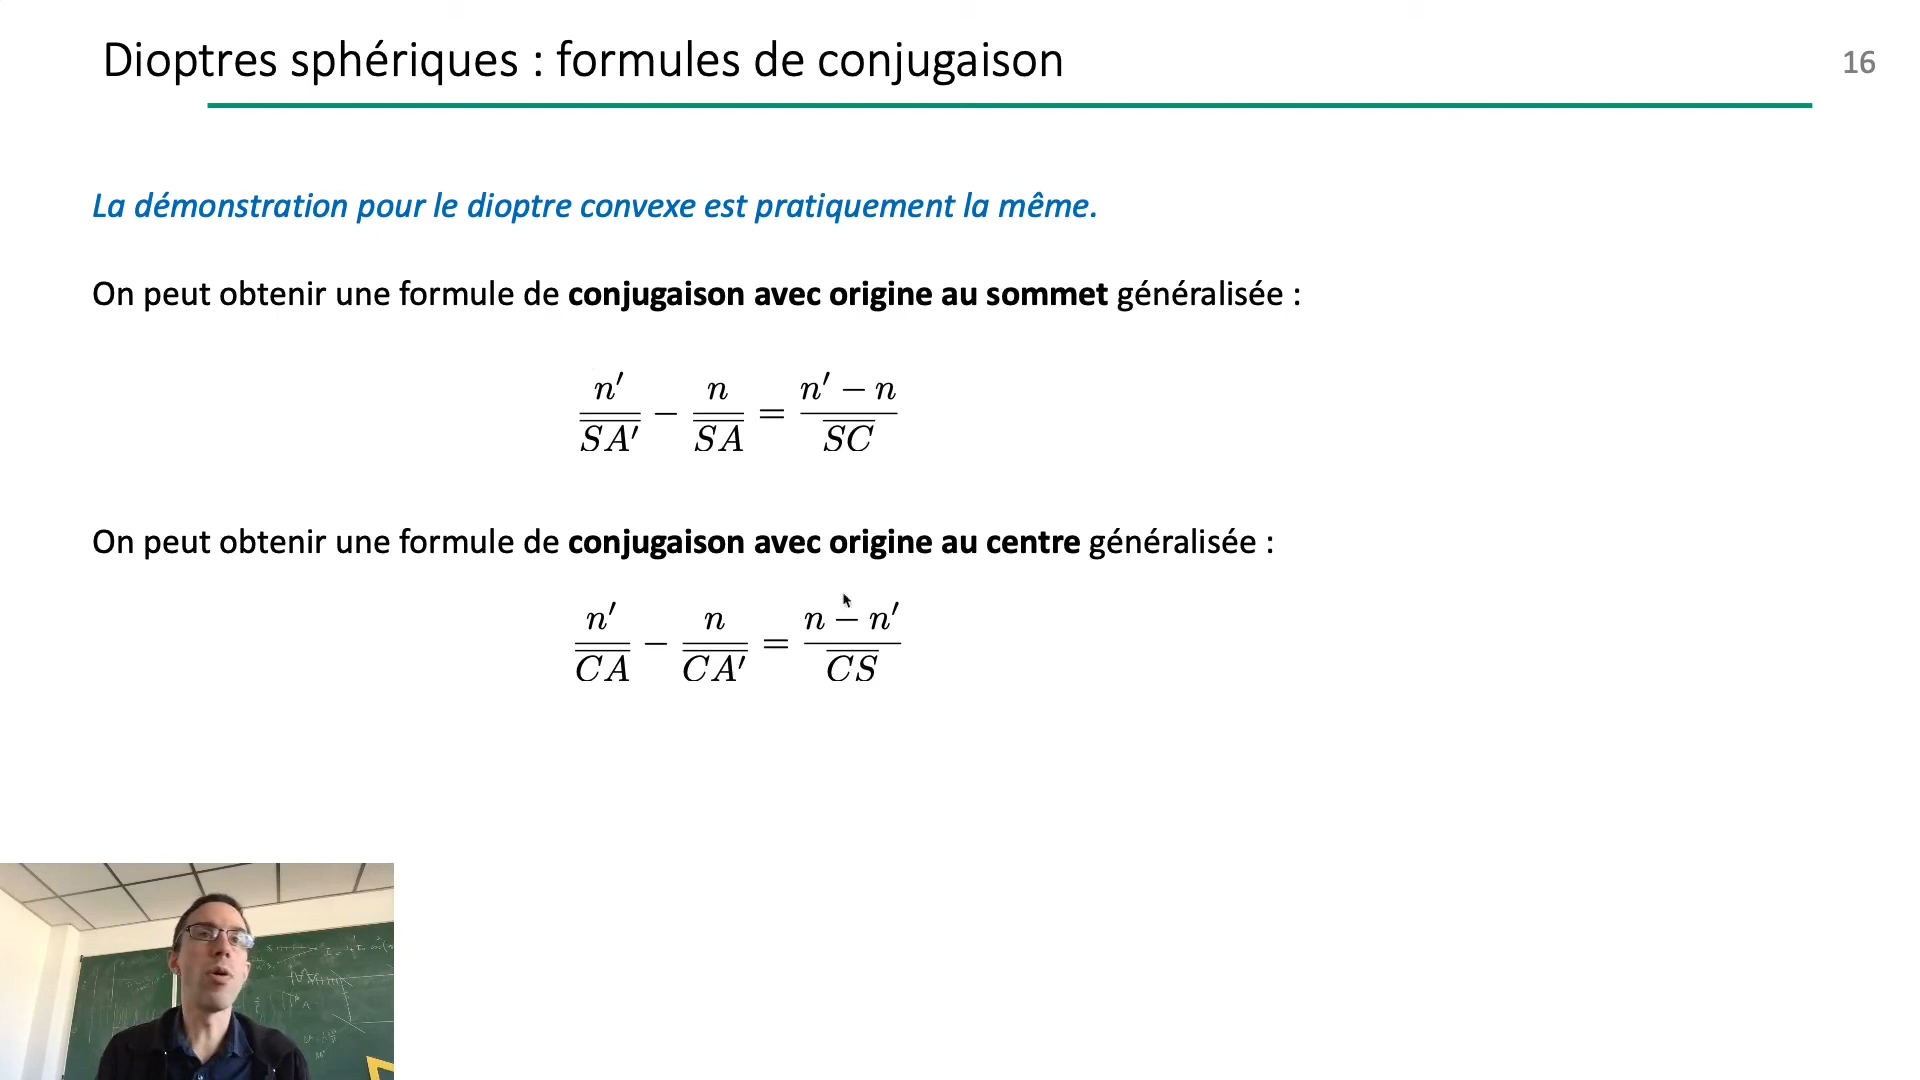 Dioptres sphériques : formules de conjugaison
16
La démonstration pour le dioptre convexe est pratiquement la même.
On peut obtenir une formule de conjugaison avec origine au sommet généralisée :
n′/SA′ − n/SA = n′ − n/SC
On peut obtenir une formule de conjugaison avec origine au centre généralisée :
n′/CA − n/CA′ = n − n′/CS